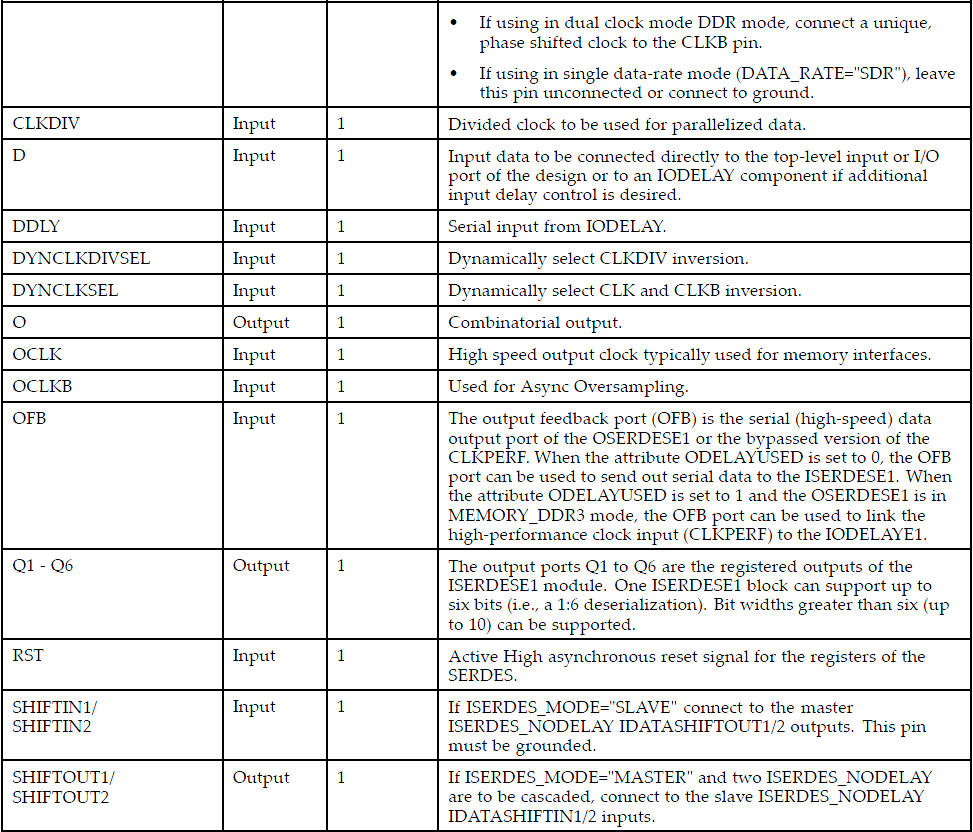 • If using in dual clock mode DDR mode, connect a unique,
phase shifted clock to the CLKB pin.
• If using in single data-rate mode (DATA_RATE="SDR"), leave
this pin unconnected or connect to ground.
CLKDIV Input 1 Divided clock to be used for parallelized data.
D Input 1 Input data to be connected directly to the top-level input or I/O
port of the design or to an IODELAY component if additional
input delay control is desired.
DDLY Input 1 Serial input from IODELAY.
DYNCLKDIVSEL Input 1 Dynamically select CLKDIV inversion.
DYNCLKSEL Input 1 Dynamically select CLK and CLKB inversion.
O Output 1 Combinatorial output.
OCLK Input 1 High speed output clock typically used for memory interfaces.
OCLKB Input 1 Used for Async Oversampling.
OFB Input 1 The output feedback port (OFB) is the serial (high-speed) data
output port of the OSERDESE1 or the bypassed version of the
CLKPERF. When the attribute ODELAYUSED is set to 0, the OFB
port can be used to send out serial data to the ISERDESE1. When
the attribute ODELAYUSED is set to 1 and the OSERDESE1 is in
MEMORY_DDR3 mode, the OFB port can be used to link the
high-performance clock input (CLKPERF) to the IODELAYE1.
Q1 - Q6 Output 1 The output ports Q1 to Q6 are the registered outputs of the
ISERDESE1 module. One ISERDESE1 block can support up to
six bits (i.e., a 1:6 deserialization). Bit widths greater than six (up
to 10) can be supported.
RST Input 1 Active High asynchronous reset signal for the registers of the
SERDES.
SHIFTIN1/ Input 1 If ISERDES_MODE="SLAVE" connect to the master
SHIFTIN2 ISERDES_NODELAY IDATASHIFTOUT1/2 outputs. This pin
must be grounded.
SHIFTOUT1/ Output 1 If ISERDES_MODE="MASTER" and two ISERDES_NODELAY
SHIFTOUT2 are to be cascaded, connect to the slave ISERDES_NODELAY
IDATASHIFTIN1/2 inputs.